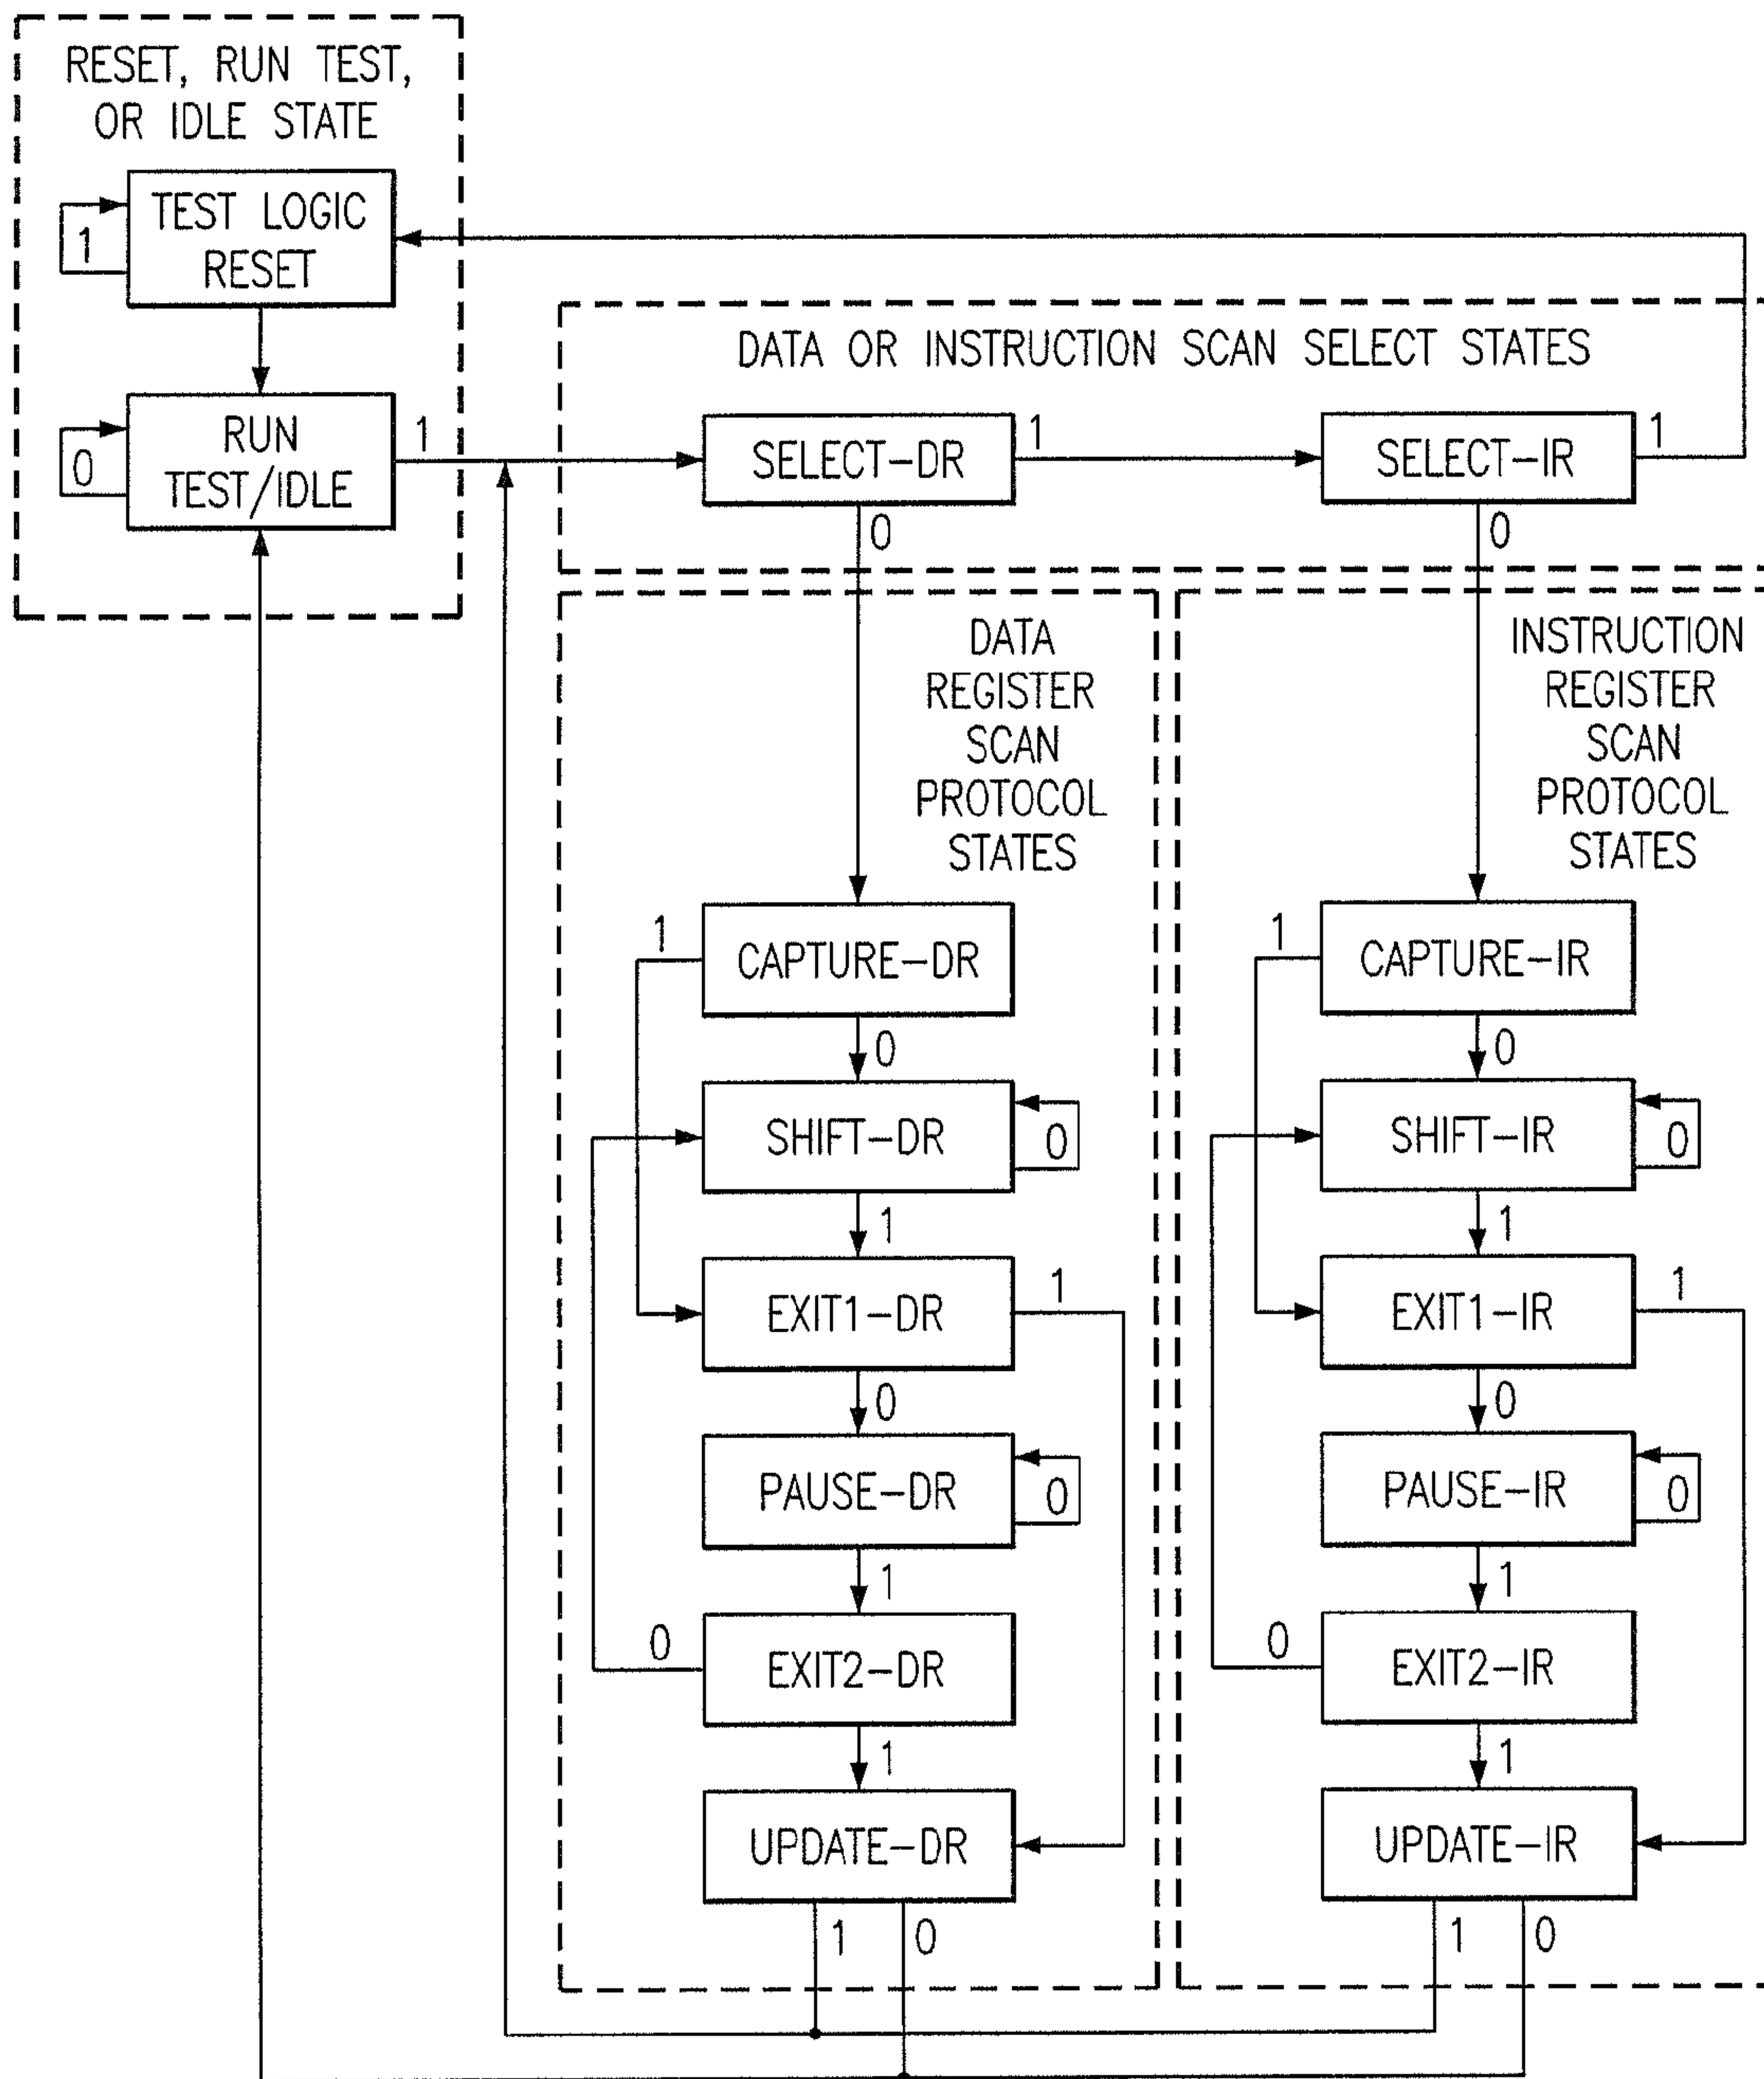 RESET, RUN TEST,
OR IDLE STATE
TEST LOGIC
RESET
1
RUN
TEST/IDLE
0
1
DATA OR INSTRUCTION SCAN SELECT STATES
SELECT-DR
1
0
SELECT-IR
1
0
DATA
REGISTER
SCAN
PROTOCOL
STATES
CAPTURE-DR
1
0
SHIFT-DR
0
1
EXIT1-DR
1
0
PAUSE-DR
0
1
EXIT2-DR
0
1
UPDATE-DR
1
0
INSTRUCTION
REGISTER
SCAN
PROTOCOL
STATES
CAPTURE-IR
1
0
SHIFT-IR
0
1
EXIT1-IR
1
0
PAUSE-IR
0
1
EXIT2-IR
0
1
UPDATE-IR
1
0